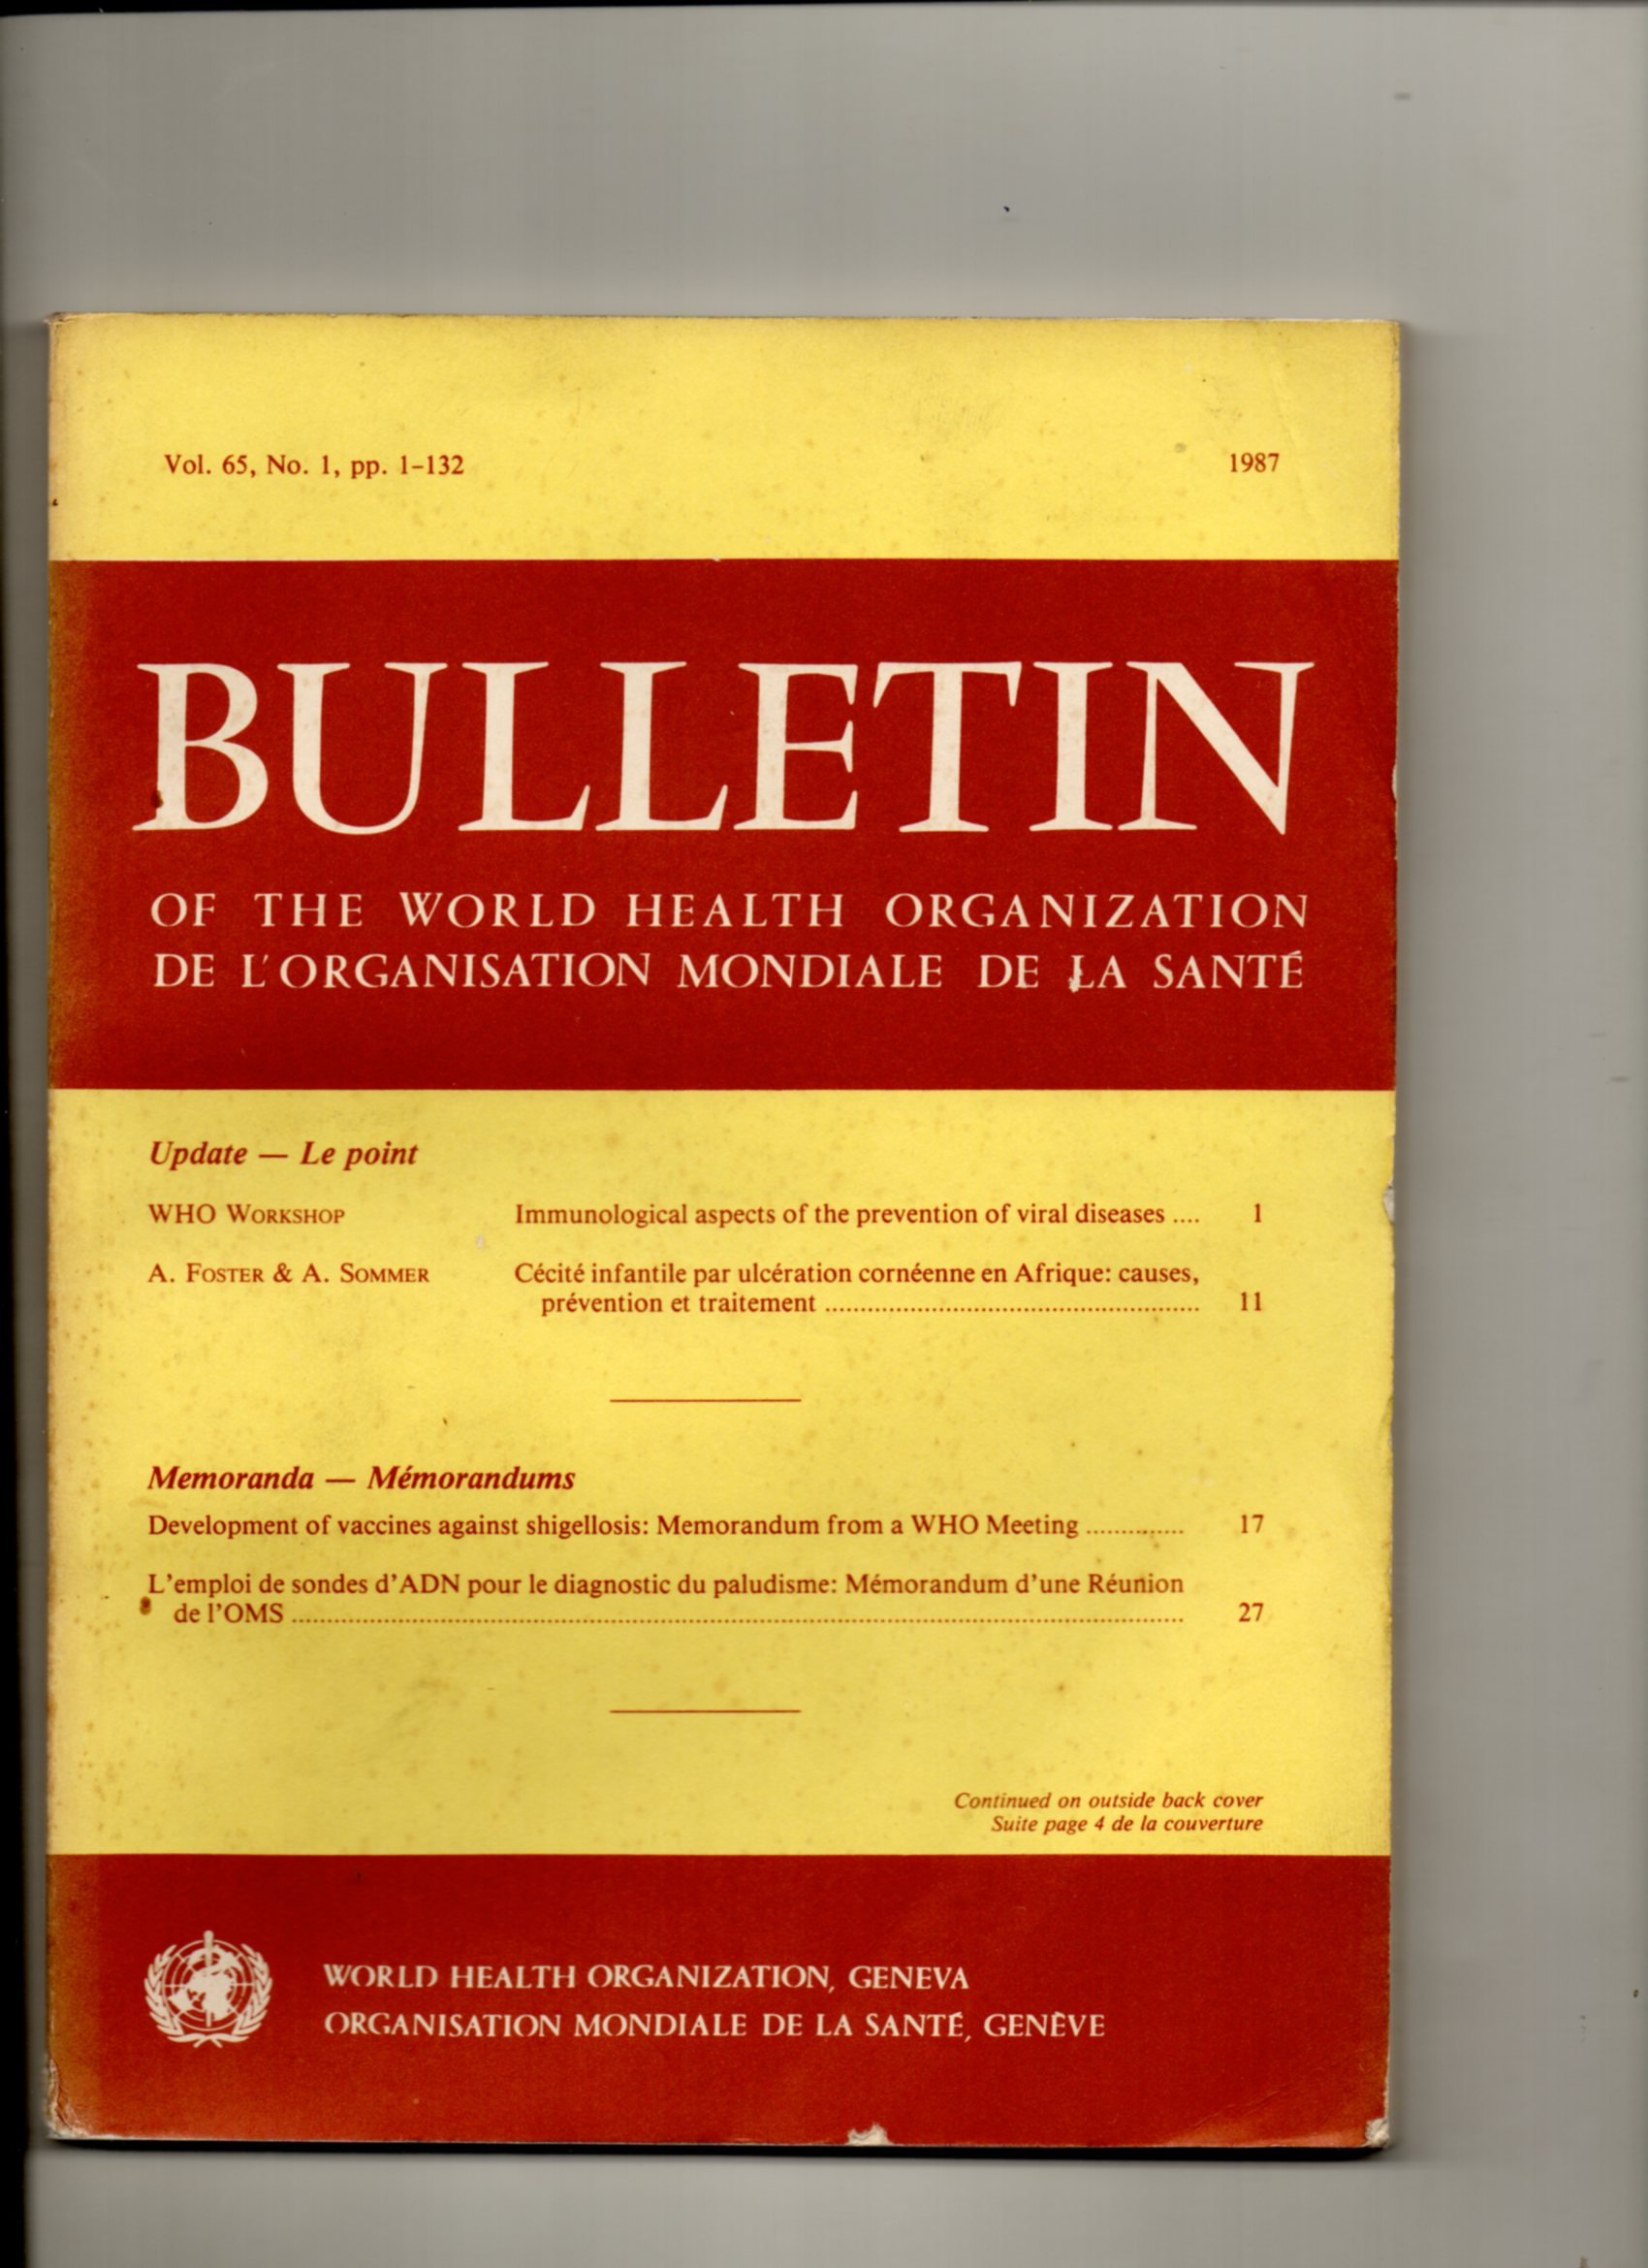 Vol. 65, No. 1, pp. 1–132 1987
BULLETIN
OF THE WORLD HEALTH ORGANIZATION
DE L'ORGANISATION MONDIALE DE LA SANTÉ
Update — Le point
WHO WORKSHOP Immunological aspects of the prevention of viral diseases .... 1
A. FOSTER & A. SOMMER Cécité infantile par ulcération cornéenne en Afrique: causes,
prévention et traitement ..................................................... 11
Memoranda — Mémorandums
Development of vaccines against shigellosis: Memorandum from a WHO Meeting .............. 17
L'emploi de sondes d'ADN pour le diagnostic du paludisme: Mémorandum d'une Réunion
de l'OMS ............................................................................................................................... 27
Continued on outside back cover
Suite page 4 de la couverture
WORLD HEALTH ORGANIZATION, GENEVA
ORGANISATION MONDIALE DE LA SANTÉ, GENÈVE